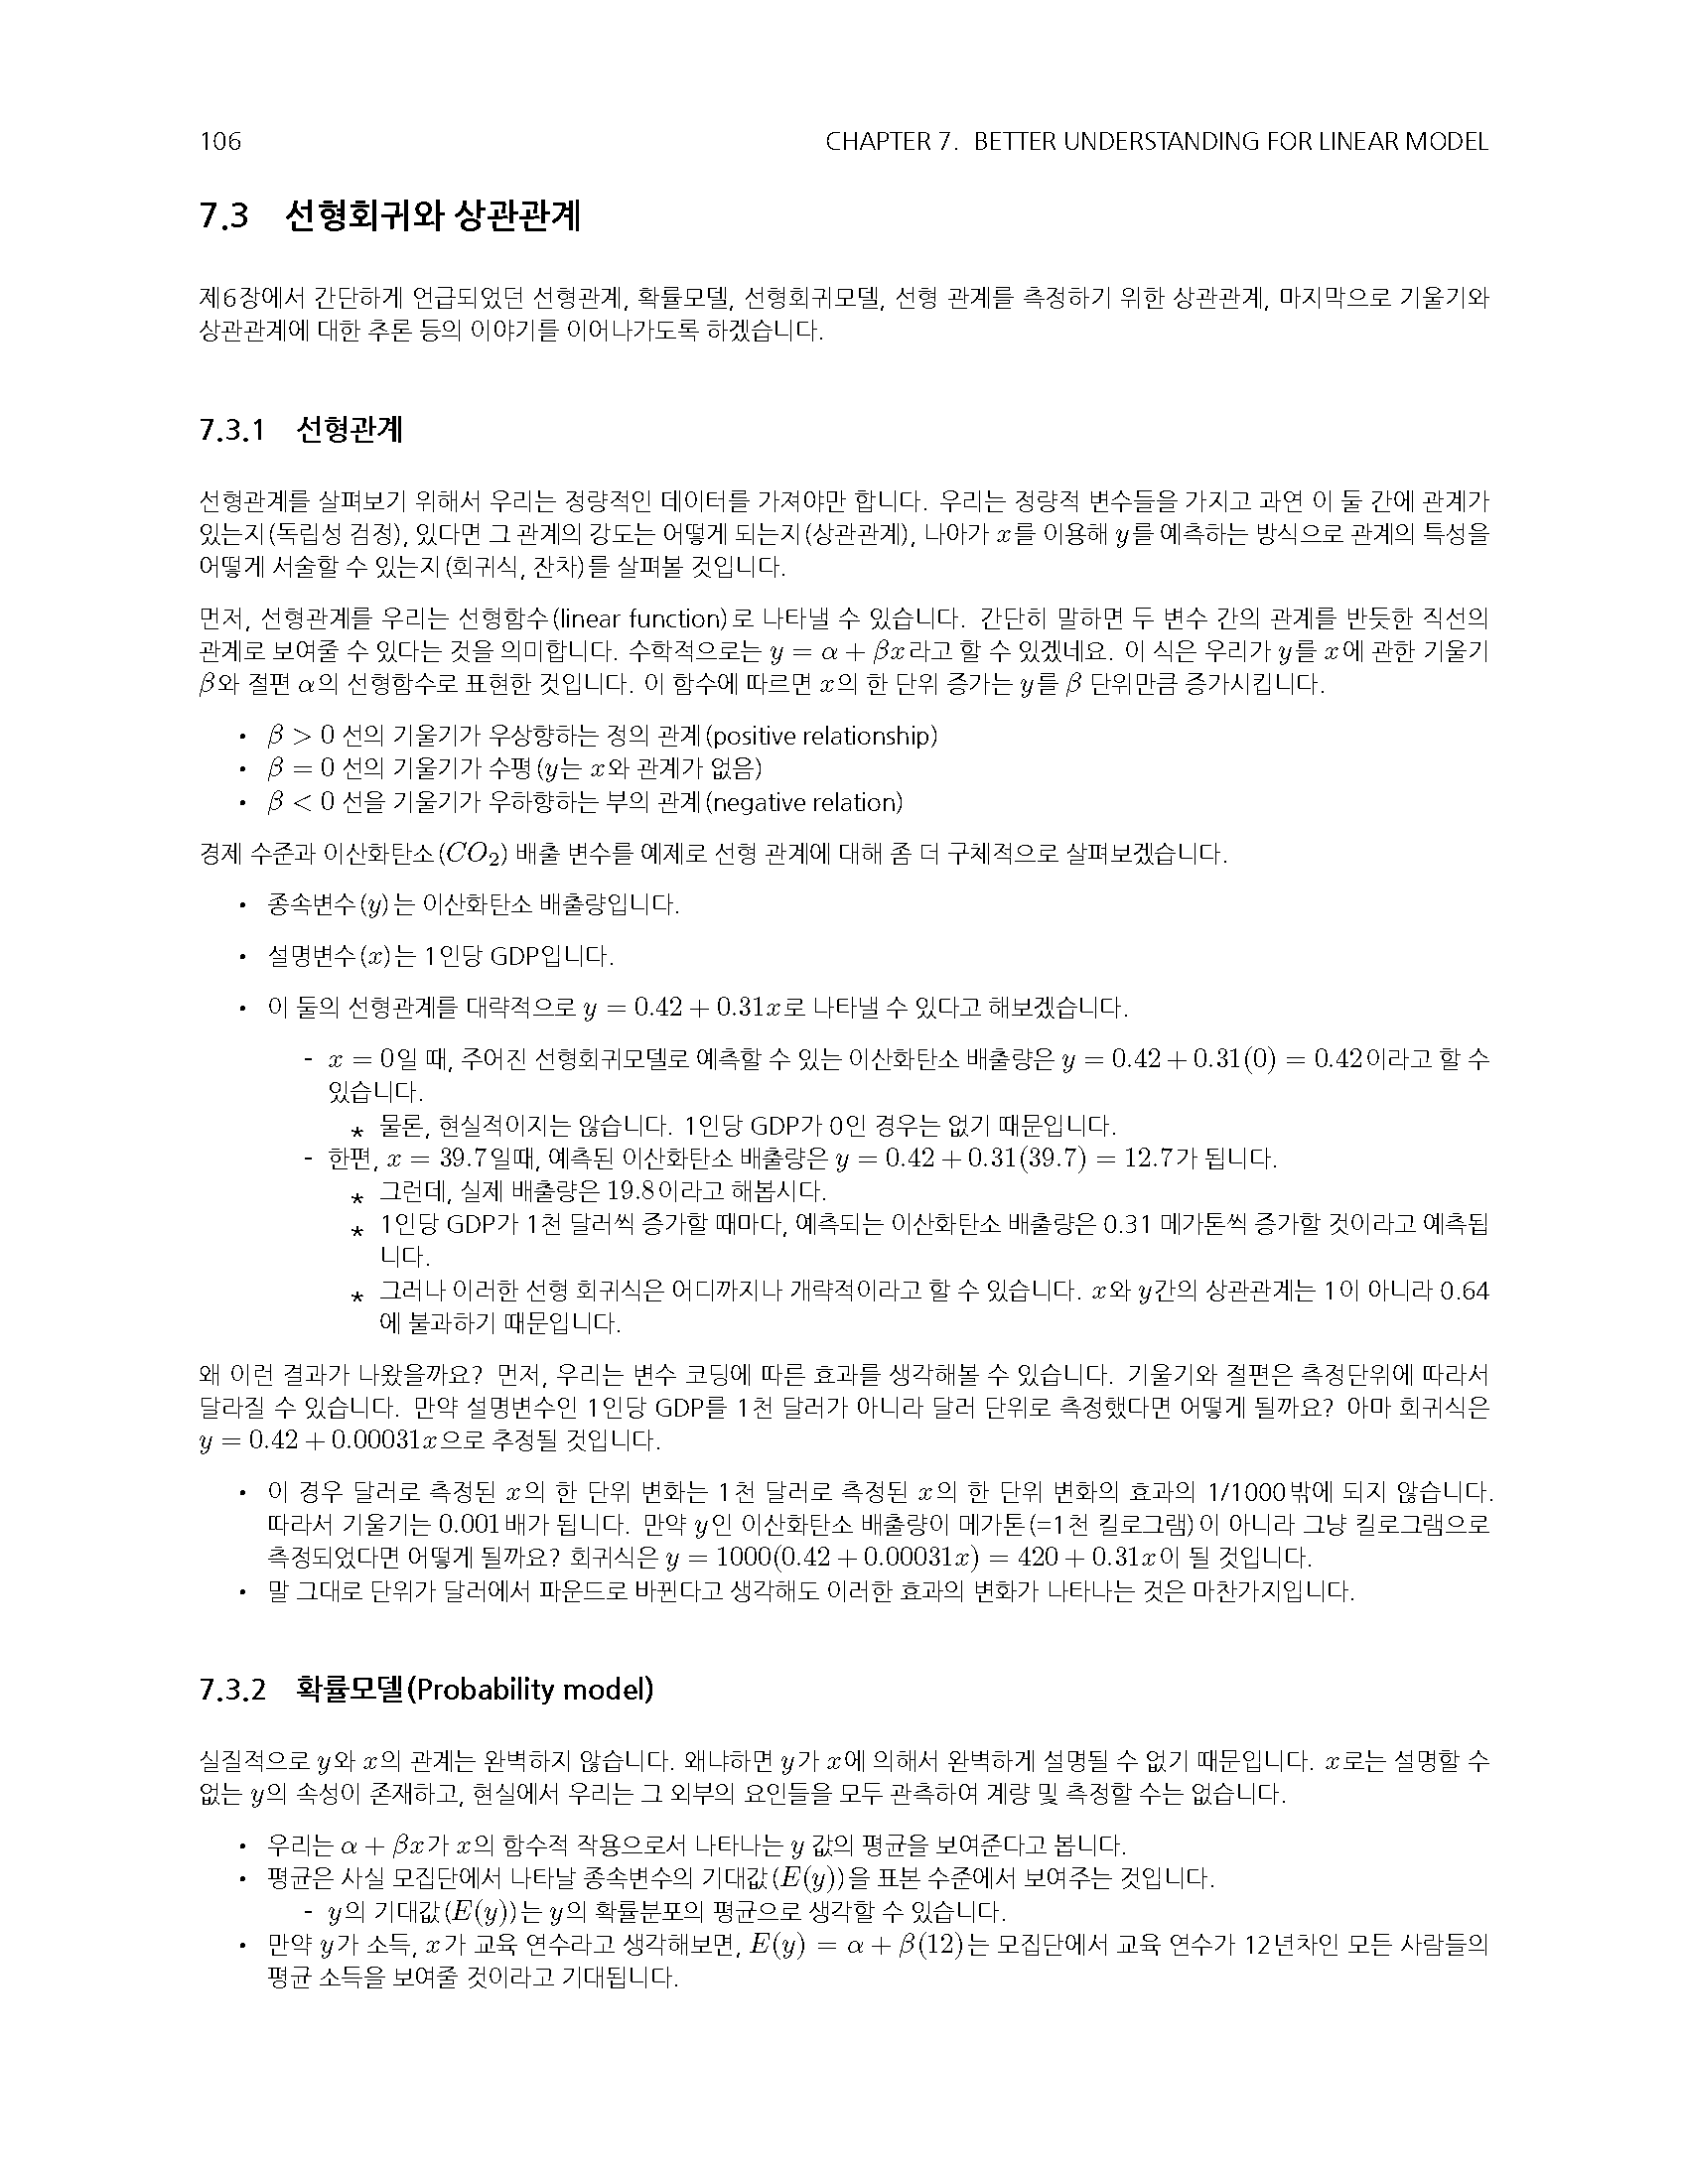 106 CHAPTER 7. BETTER UNDERSTANDING FOR LINEAR MODEL
7.3 선형회귀와 상관관계
제6장에서 간단하게 언급되었던 선형관계, 확률모델, 선형회귀모델, 선형 관계를 측정하기 위한 상관관계, 마지막으로 기울기와
상관관계에 대한 추론 등의 이야기를 이어나가도록 하겠습니다.
7.3.1 선형관계
선형관계를 살펴보기 위해서 우리는 정량적인 데이터를 가져야만 합니다. 우리는 정량적 변수들을 가지고 과연 이 둘 간에 관계가
있는지(독립성 검정), 있다면 그 관계의 강도는 어떻게 되는지(상관관계), 나아가 x를 이용해 y를 예측하는 방식으로 관계의 특성을
어떻게 서술할 수 있는지(회귀식, 잔차)를 살펴볼 것입니다.
먼저, 선형관계를 우리는 선형함수(linear function)로 나타낼 수 있습니다. 간단히 말하면 두 변수 간의 관계를 반듯한 직선의
관계로 보여줄 수 있다는 것을 의미합니다. 수학적으로는 y = α + βx라고 할 수 있겠네요. 이 식은 우리가 y를 x에 관한 기울기
β와 절편 α의 선형함수로 표현한 것입니다. 이 함수에 따르면 x의 한 단위 증가는 y를 β 단위만큼 증가시킵니다.
• β > 0 선의 기울기가 우상향하는 정의 관계(positive relationship)
• β = 0 선의 기울기가 수평(y는 x와 관계가 없음)
• β < 0 선을 기울기가 우하향하는 부의 관계(negative relation)
경제 수준과 이산화탄소(CO₂) 배출 변수를 예제로 선형 관계에 대해 좀 더 구체적으로 살펴보겠습니다.
• 종속변수(y)는 이산화탄소 배출량입니다.
• 설명변수(x)는 1인당 GDP입니다.
• 이 둘의 선형관계를 대략적으로 y = 0.42 + 0.31x로 나타낼 수 있다고 해보겠습니다.
- x = 0일 때, 주어진 선형회귀모델로 예측할 수 있는 이산화탄소 배출량은 y = 0.42 + 0.31(0) = 0.42이라고 할 수
있습니다.
⋆ 물론, 현실적이지는 않습니다. 1인당 GDP가 0인 경우는 없기 때문입니다.
- 한편, x = 39.7일때, 예측된 이산화탄소 배출량은 y = 0.42 + 0.31(39.7) = 12.7가 됩니다.
⋆ 그런데, 실제 배출량은 19.8이라고 해봅시다.
⋆ 1인당 GDP가 1천 달러씩 증가할 때마다, 예측되는 이산화탄소 배출량은 0.31 메가톤씩 증가할 것이라고 예측됩
니다.
⋆ 그러나 이러한 선형 회귀식은 어디까지나 개략적이라고 할 수 있습니다. x와 y간의 상관관계는 1이 아니라 0.64
에 불과하기 때문입니다.
왜 이런 결과가 나왔을까요? 먼저, 우리는 변수 코딩에 따른 효과를 생각해볼 수 있습니다. 기울기와 절편은 측정단위에 따라서
달라질 수 있습니다. 만약 설명변수인 1인당 GDP를 1천 달러가 아니라 달러 단위로 측정했다면 어떻게 될까요? 아마 회귀식은
y = 0.42 + 0.00031x으로 추정될 것입니다.
• 이 경우 달러로 측정된 x의 한 단위 변화는 1천 달러로 측정된 x의 한 단위 변화의 효과의 1/1000밖에 되지 않습니다.
따라서 기울기는 0.001배가 됩니다. 만약 y인 이산화탄소 배출량이 메가톤(=1천 킬로그램)이 아니라 그냥 킬로그램으로
측정되었다면 어떻게 될까요? 회귀식은 y = 1000(0.42 + 0.00031x) = 420 + 0.31x이 될 것입니다.
• 말 그대로 단위가 달러에서 파운드로 바뀐다고 생각해도 이러한 효과의 변화가 나타나는 것은 마찬가지입니다.
7.3.2 확률모델(Probability model)
실질적으로 y와 x의 관계는 완벽하지 않습니다. 왜냐하면 y가 x에 의해서 완벽하게 설명될 수 없기 때문입니다. x로는 설명할 수
없는 y의 속성이 존재하고, 현실에서 우리는 그 외부의 요인들을 모두 관측하여 계량 및 측정할 수는 없습니다.
• 우리는 α + βx가 x의 함수적 작용으로서 나타나는 y 값의 평균을 보여준다고 봅니다.
• 평균은 사실 모집단에서 나타날 종속변수의 기대값(E(y))을 표본 수준에서 보여주는 것입니다.
- y의 기대값(E(y))는 y의 확률분포의 평균으로 생각할 수 있습니다.
• 만약 y가 소득, x가 교육 연수라고 생각해보면, E(y) = α + β(12)는 모집단에서 교육 연수가 12년차인 모든 사람들의
평균 소득을 보여줄 것이라고 기대됩니다.